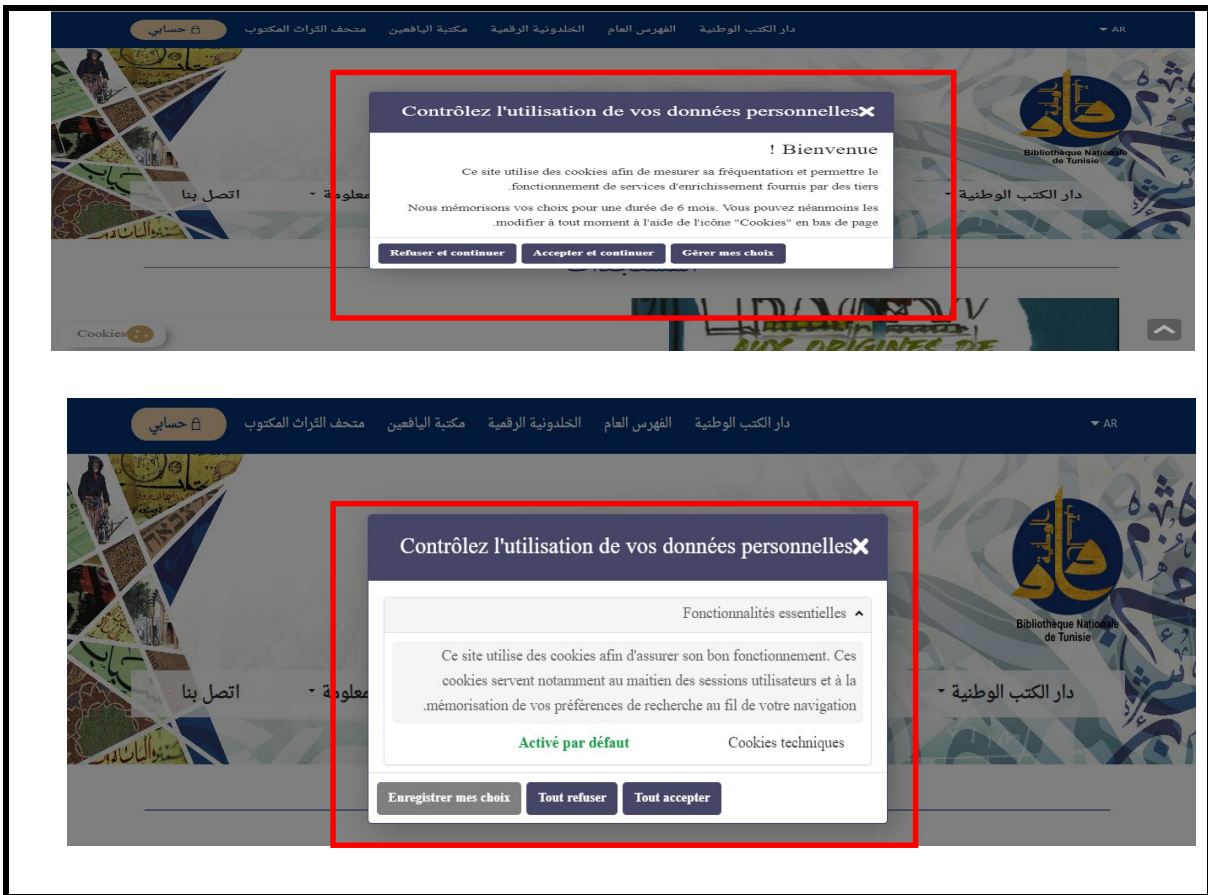 دار الكتب الوطنية الفهرس العام الخلدونية الرقمية مكتبة اليافعين متحف التراث المكتوب حسابي
AR
Contrôlez l'utilisation de vos données personnelles
Bibliothèque Nationale
de Tunisie
! Bienvenue
Ce site utilise des cookies afin de mesurer sa fréquentation et permettre le
.fonctionnement de services d'enrichissement fournis par des tiers
Nous mémorisons vos choix pour une durée de 6 mois. Vous pouvez néanmoins les
.modifier à tout moment à l'aide de l'icône "Cookies" en bas de page
دار الكتب الوطنية معلومة اتصل بنا
Refuser et continuer Accepter et continuer Gérer mes choix
AUX ORIGINES DE
Cookies
دار الكتب الوطنية الفهرس العام الخلدونية الرقمية مكتبة اليافعين متحف التّراث المكتوب حسابي
AR
Contrôlez l'utilisation de vos données personnelles
Fonctionnalités essentielles
Bibliothèque Nationale
de Tunisie
Ce site utilise des cookies afin d'assurer son bon fonctionnement. Ces
cookies servent notamment au maitien des sessions utilisateurs et à la
.mémorisation de vos préférences de recherche au fil de votre navigation
دار الكتب الوطنية معلومة اتصل بنا
Activé par défaut Cookies techniques
Enregistrer mes choix Tout refuser Tout accepter